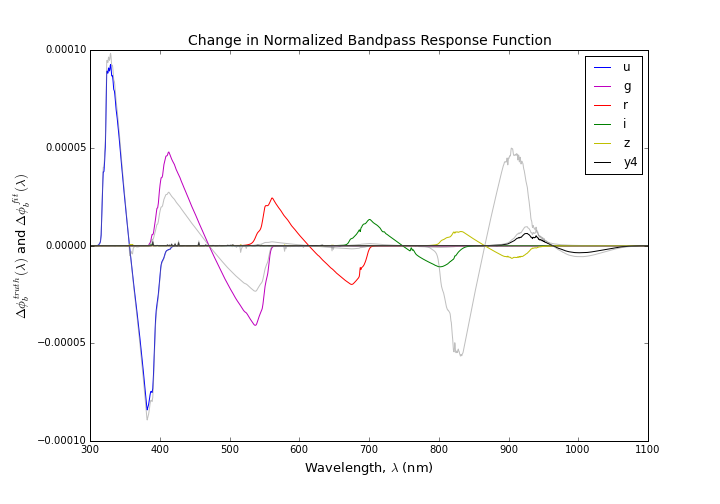 Change in Normalized Bandpass Response Function
0.00010
0.00005
0.00000
−0.00005
−0.00010
Δϕ_b^{truth}(λ) and Δϕ_b^{fit}(λ)
u
g
r
i
z
y4
300 400 500 600 700 800 900 1000 1100
Wavelength, λ (nm)